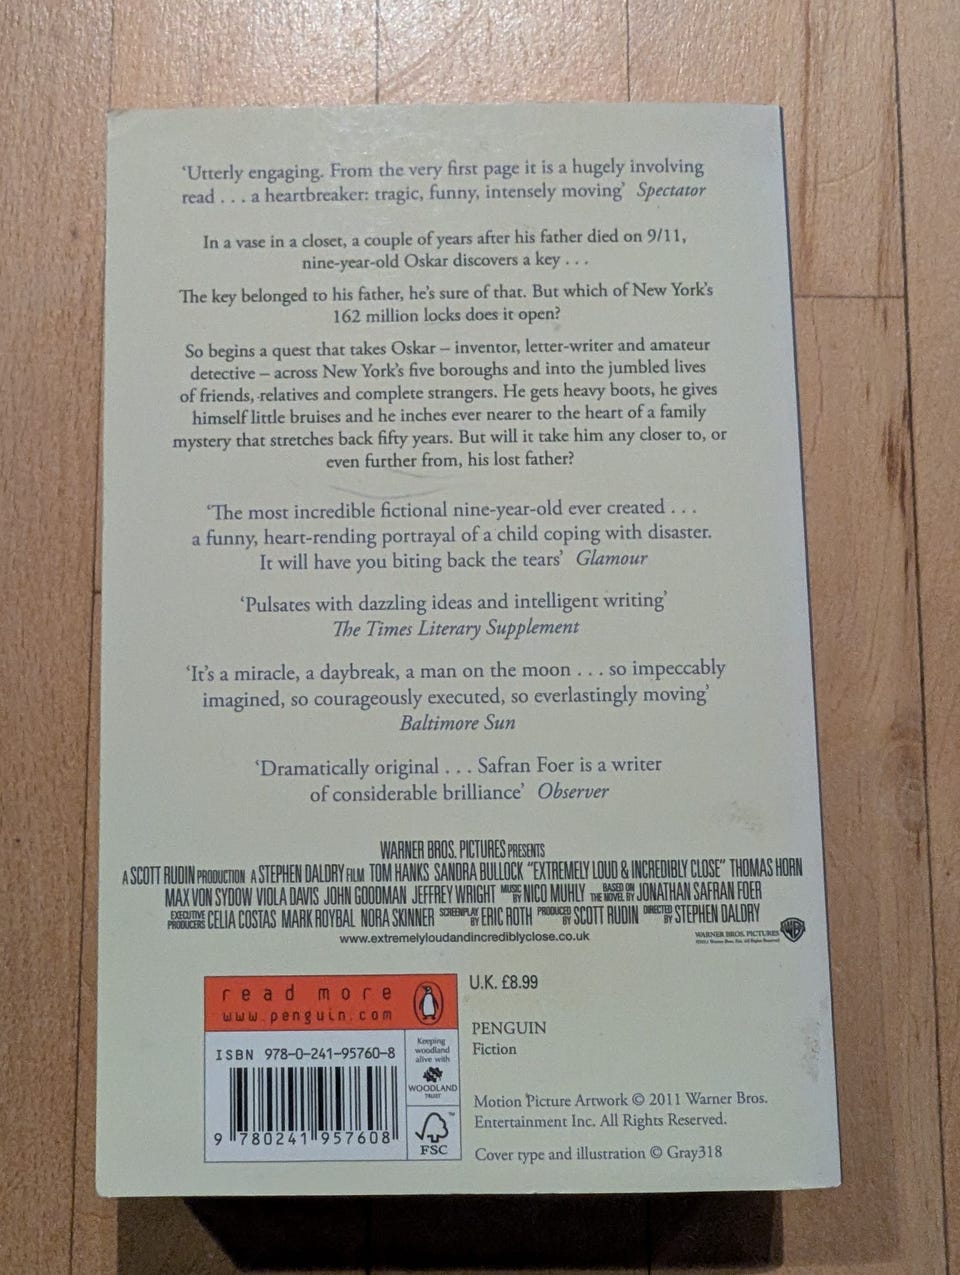 ‘Utterly engaging. From the very first page it is a hugely involving
read . . . a heartbreaker: tragic, funny, intensely moving’ Spectator
In a vase in a closet, a couple of years after his father died on 9/11,
nine-year-old Oskar discovers a key . . .
The key belonged to his father, he’s sure of that. But which of New York’s
162 million locks does it open?
So begins a quest that takes Oskar – inventor, letter-writer and amateur
detective – across New York’s five boroughs and into the jumbled lives
of friends, relatives and complete strangers. He gets heavy boots, he gives
himself little bruises and he inches ever nearer to the heart of a family
mystery that stretches back fifty years. But will it take him any closer to, or
even further from, his lost father?
‘The most incredible fictional nine-year-old ever created . . .
a funny, heart-rending portrayal of a child coping with disaster.
It will have you biting back the tears’ Glamour
‘Pulsates with dazzling ideas and intelligent writing’
The Times Literary Supplement
‘It’s a miracle, a daybreak, a man on the moon . . . so impeccably
imagined, so courageously executed, so everlastingly moving’
Baltimore Sun
‘Dramatically original . . . Safran Foer is a writer
of considerable brilliance’ Observer
WARNER BROS. PICTURES PRESENTS
A SCOTT RUDIN PRODUCTION A STEPHEN DALDRY FILM TOM HANKS SANDRA BULLOCK “EXTREMELY LOUD & INCREDIBLY CLOSE” THOMAS HORN
MAX VON SYDOW VIOLA DAVIS JOHN GOODMAN JEFFREY WRIGHT MUSIC BY NICO MUHLY BASED ON THE NOVEL BY JONATHAN SAFRAN FOER
EXECUTIVE PRODUCERS CELIA COSTAS MARK ROYBAL NORA SKINNER SCREENPLAY BY ERIC ROTH PRODUCED BY SCOTT RUDIN DIRECTED BY STEPHEN DALDRY
www.extremelyloudandincrediblyclose.co.uk
WARNER BROS. PICTURES
WB
read more
www.penguin.com
ISBN 978-0-241-95760-8
9 780241 957608
Keeping
woodland
alive with
WOODLAND
TRUST
TM
FSC
U.K. £8.99
PENGUIN
Fiction
Motion Picture Artwork © 2011 Warner Bros.
Entertainment Inc. All Rights Reserved.
Cover type and illustration © Gray318